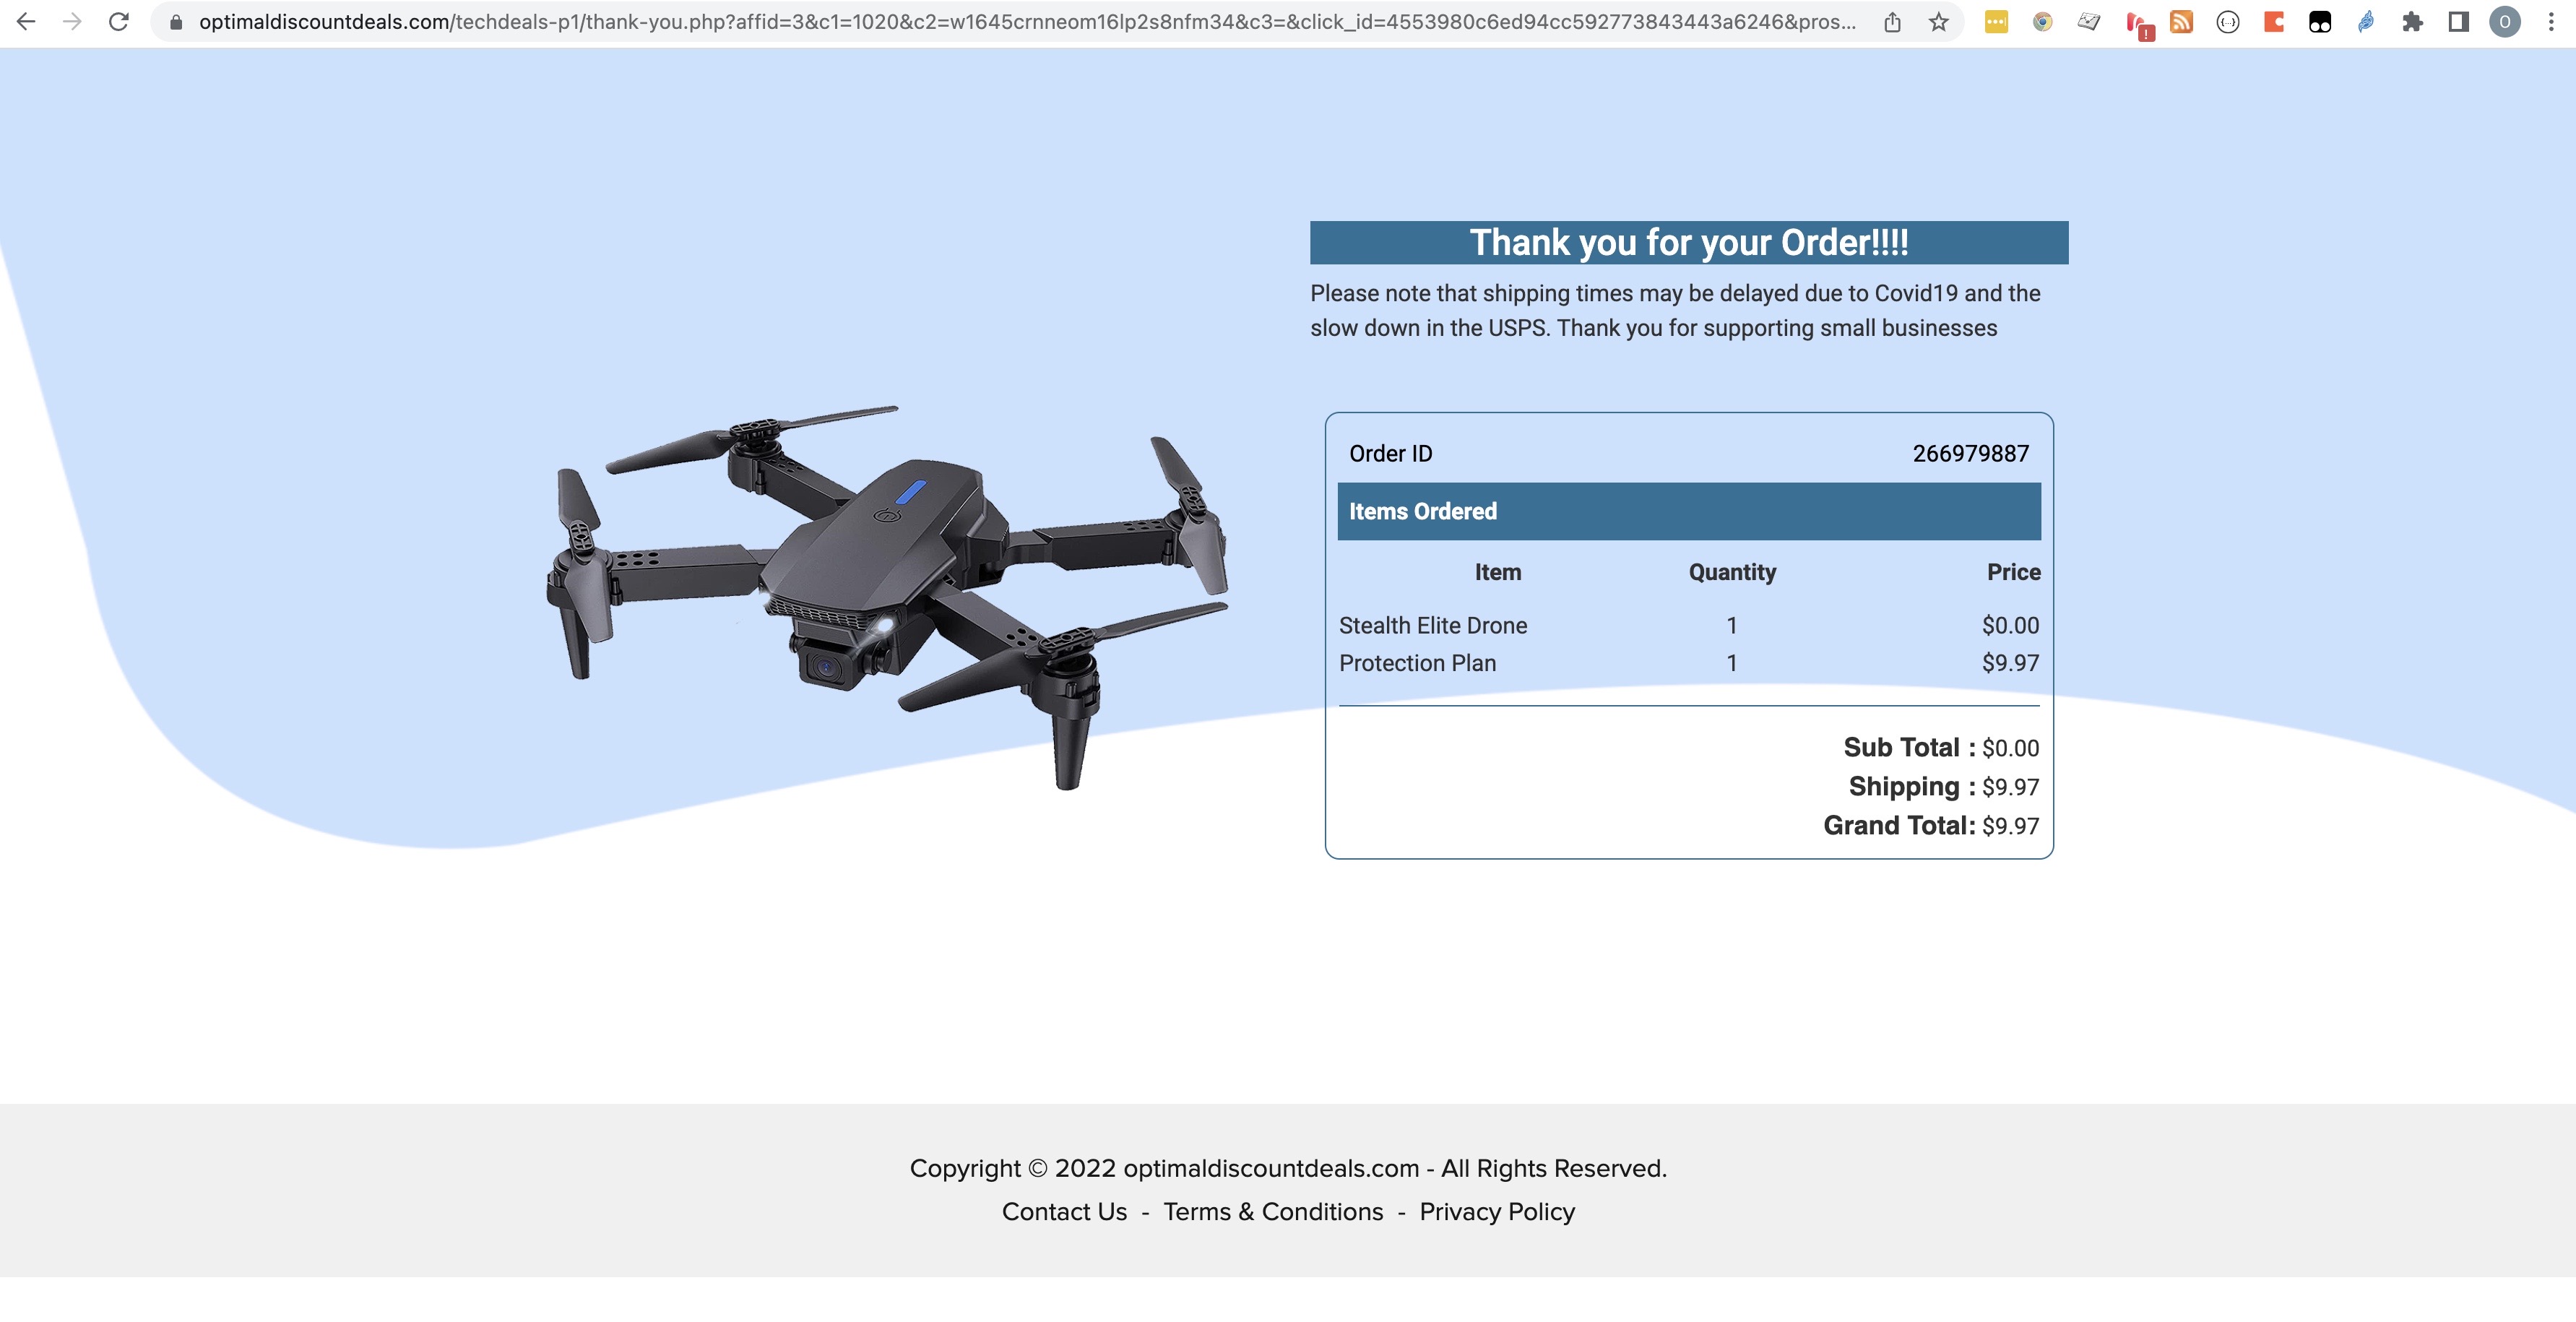 optimaldiscountdeals.com/techdeals-p1/thank-you.php?affid=3&c1=1020&c2=w1645crnneom16lp2s8nfm34&c3=&click_id=4553980c6ed94cc592773843443a6246&pros...
O
Thank you for your Order!!!!
Please note that shipping times may be delayed due to Covid19 and the
slow down in the USPS. Thank you for supporting small businesses
Order ID 266979887
Items Ordered
Item Quantity Price
Stealth Elite Drone 1 $0.00
Protection Plan 1 $9.97
Sub Total : $0.00
Shipping : $9.97
Grand Total: $9.97
Copyright © 2022 optimaldiscountdeals.com - All Rights Reserved.
Contact Us - Terms & Conditions - Privacy Policy